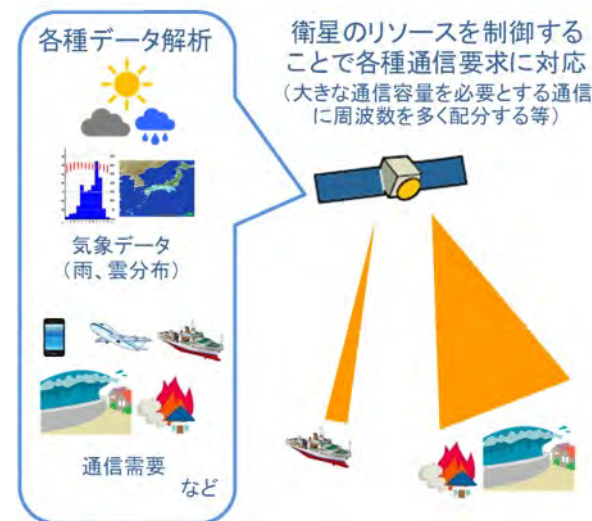 各種データ解析
気象データ
（雨、雲分布）
通信需要
など
衛星のリソースを制御する
ことで各種通信要求に対応
（大きな通信容量を必要とする通信
に周波数を多く配分する等）